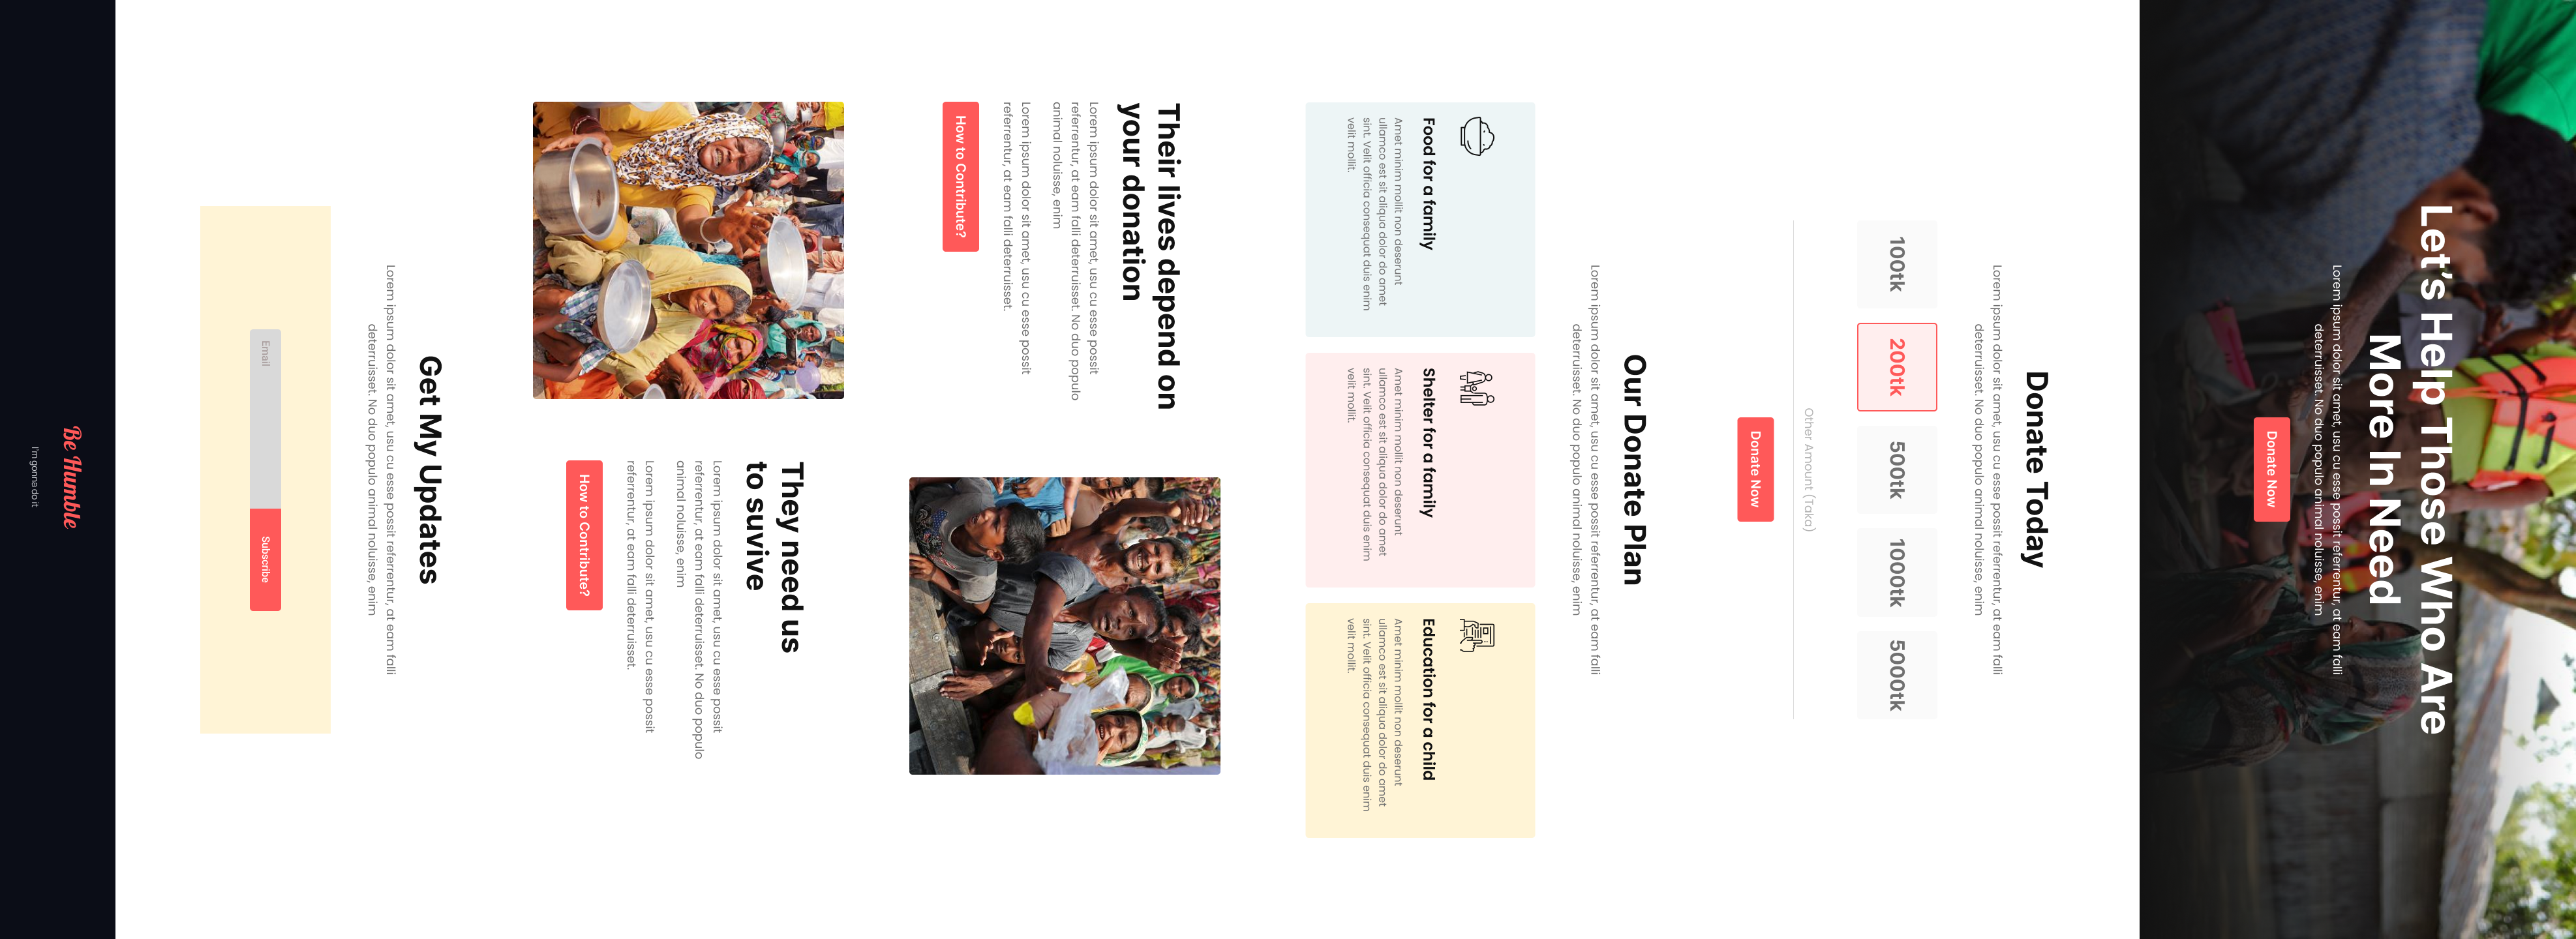 Let's Help Those Who Are
More In Need
Lorem ipsum dolor sit amet, usu cu esse possit referrentur, at eam falli
deterruisset. No duo populo animal noluisse, enim
Donate Now
Donate Today
Lorem ipsum dolor sit amet, usu cu esse possit referrentur, at eam falli
deterruisset. No duo populo animal noluisse, enim
100tk
200tk
500tk
1000tk
5000tk
Other Amount (Taka)
Donate Now
Our Donate Plan
Lorem ipsum dolor sit amet, usu cu esse possit referrentur, at eam falli
deterruisset. No duo populo animal noluisse, enim
Food for a family
Amet minim mollit non deserunt
ullamco est sit aliqua dolor do amet
sint. Velit officia consequat duis enim
velit mollit.
Shelter for a family
Amet minim mollit non deserunt
ullamco est sit aliqua dolor do amet
sint. Velit officia consequat duis enim
velit mollit.
Education for a child
Amet minim mollit non deserunt
ullamco est sit aliqua dolor do amet
sint. Velit officia consequat duis enim
velit mollit.
Their lives depend on
your donation
Lorem ipsum dolor sit amet, usu cu esse possit
referrentur, at eam falli deterruisset. No duo populo
animal noluisse, enim
Lorem ipsum dolor sit amet, usu cu esse possit
referrentur, at eam falli deterruisset.
How to Contribute?
They need us
to suvive
Lorem ipsum dolor sit amet, usu cu esse possit
referrentur, at eam falli deterruisset. No duo populo
animal noluisse, enim
Lorem ipsum dolor sit amet, usu cu esse possit
referrentur, at eam falli deterruisset.
How to Contribute?
Get My Updates
Lorem ipsum dolor sit amet, usu cu esse possit referrentur, at eam falli
deterruisset. No duo populo animal noluisse, enim
Email
Subscribe
Be Humble
I'm gonna do it